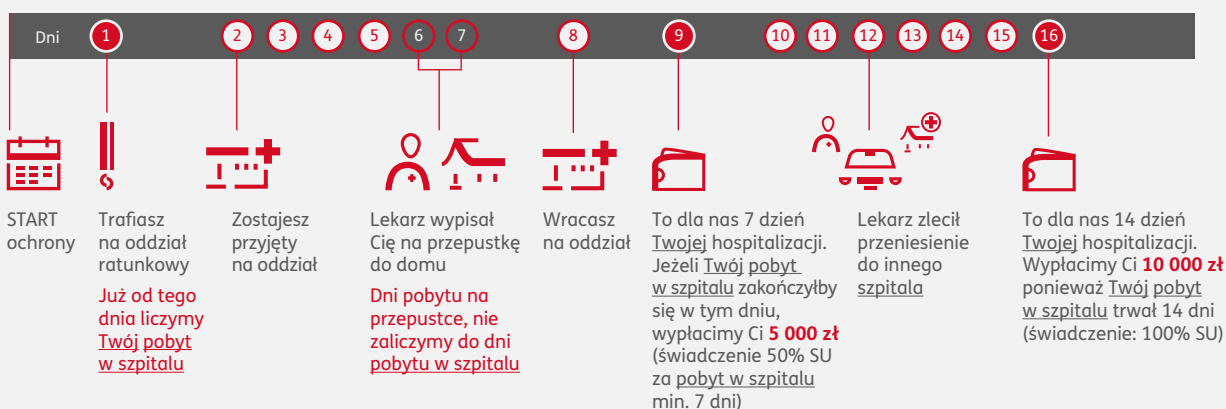 Dni 1 2 3 4 5 6 7 8 9 10 11 12 13 14 15 16
START
ochrony
Trafiasz
na oddział
ratunkowy
Już od tego
dnia liczymy
Twój pobyt
w szpitalu
Zostajesz
przyjęty
na oddział
Lekarz wypisał
Cię na przepustkę
do domu
Dni pobytu na
przepustce, nie
zaliczymy do dni
pobytu w szpitalu
Wracasz
na oddział
To dla nas 7 dzień
Twojej hospitalizacji.
Jeżeli Twój pobyt
w szpitalu zakończyłby
się w tym dniu,
wypłacimy Ci 5 000 zł
(świadczenie 50% SU
za pobyt w szpitalu
min. 7 dni)
Lekarz zlecił
przeniesienie
do innego
szpitala
To dla nas 14 dzień
Twojej hospitalizacji.
Wypłacimy Ci 10 000 zł
ponieważ Twój pobyt
w szpitalu trwał 14 dni
(świadczenie: 100% SU)